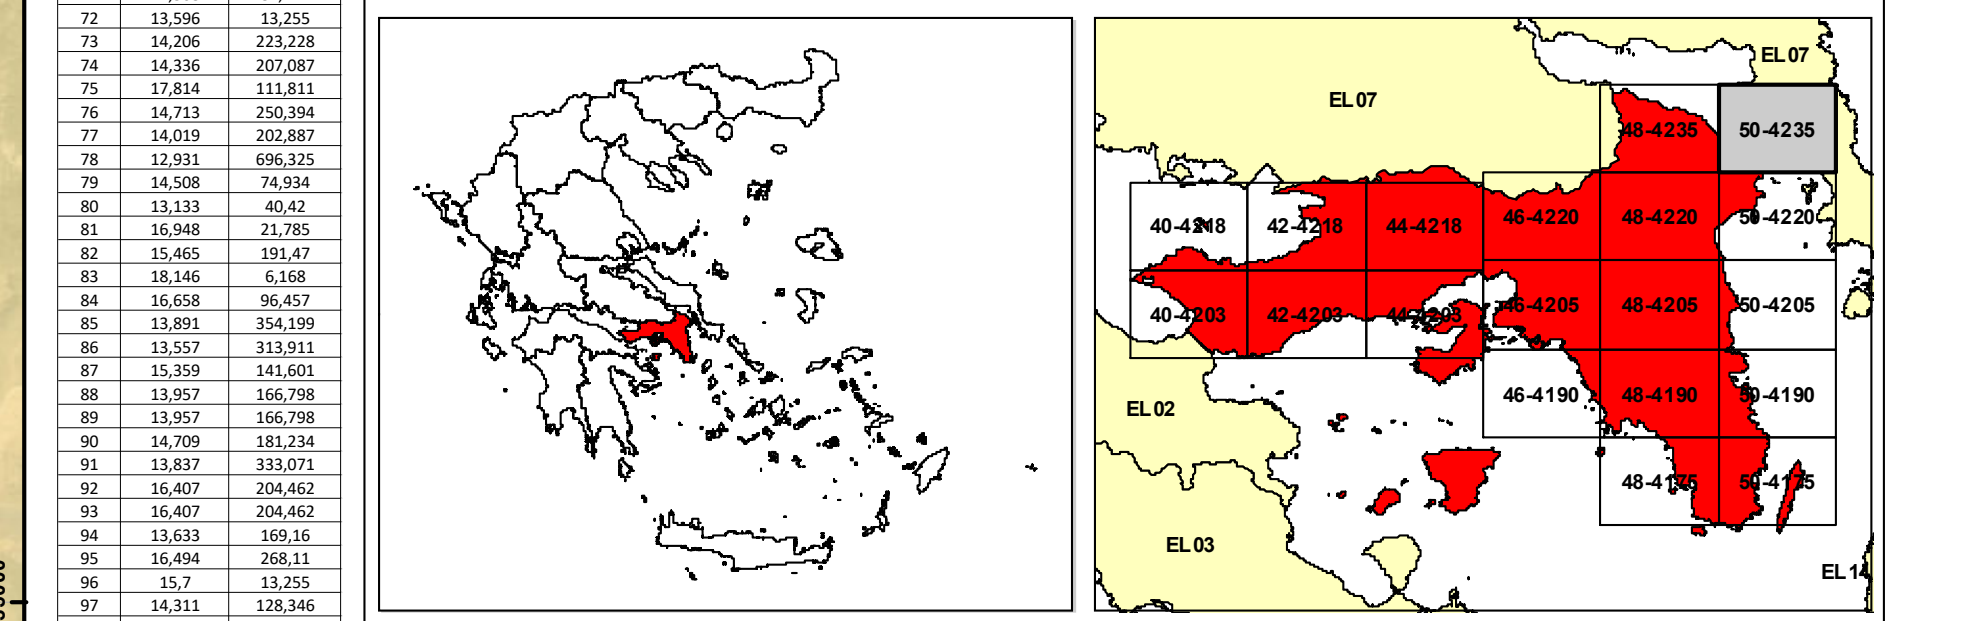 72 13,596 13,255
73 14,206 223,228
74 14,336 207,087
75 17,814 111,811
76 14,713 250,394
77 14,019 202,887
78 12,931 696,325
79 14,508 74,934
80 13,133 40,42
81 16,948 21,785
82 15,465 191,47
83 18,146 6,168
84 16,658 96,457
85 13,891 354,199
86 13,557 313,911
87 15,359 141,601
88 13,957 166,798
89 13,957 166,798
90 14,709 181,234
91 13,837 333,071
92 16,407 204,462
93 16,407 204,462
94 13,633 169,16
95 16,494 268,11
96 15,7 13,255
97 14,311 128,346
EL07
EL07
48-4235 50-4235
40-4218 42-4218 44-4218 46-4220 48-4220 50-4220
40-4203 42-4203 44-4203 46-4205 48-4205 50-4205
46-4190 48-4190 50-4190
EL02
48-4175 50-4175
EL03
EL14